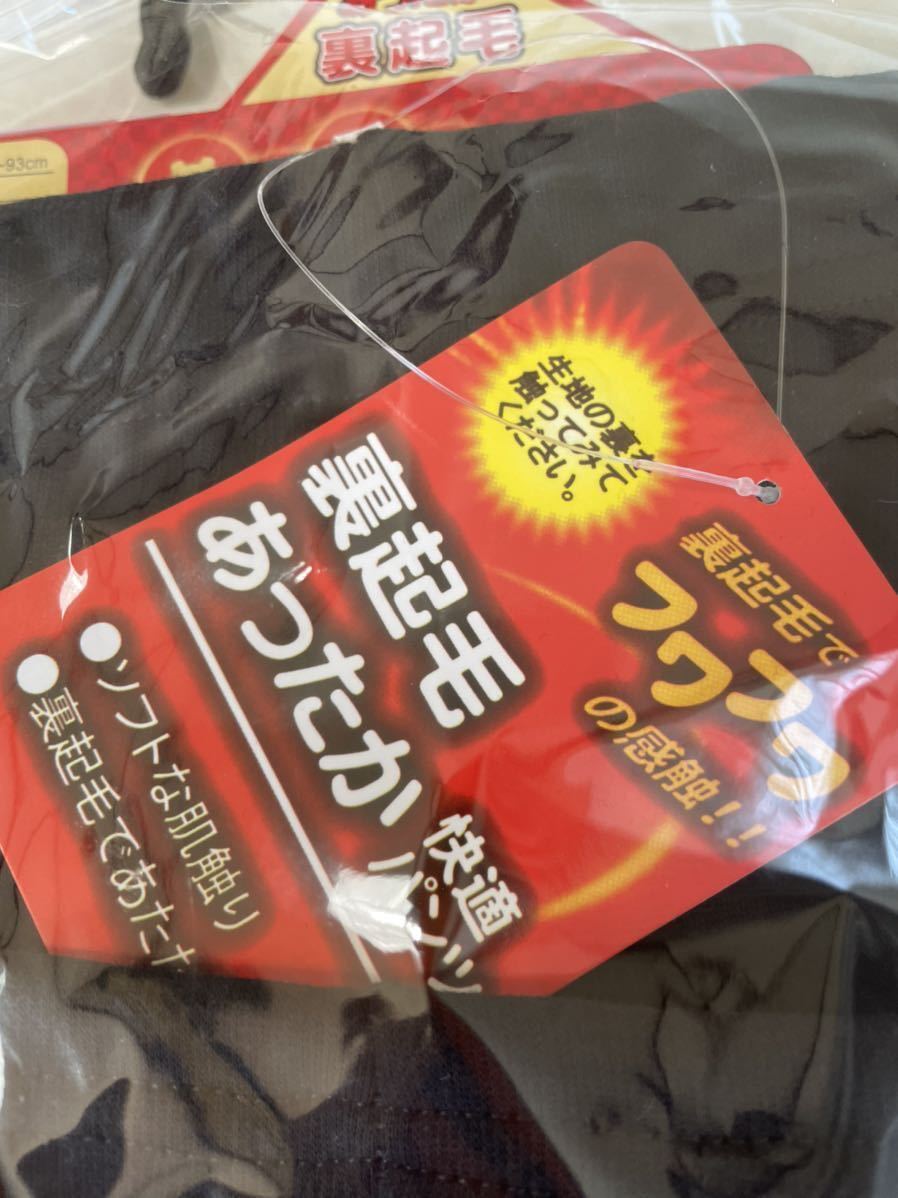 裏起毛
~93cm
生地の裏を
触ってみて
ください。
裏起毛で
フワフワ
の感触!!
裏起毛
あったか
快適
パンツ
●ソフトな肌触り
●裏起毛であたた